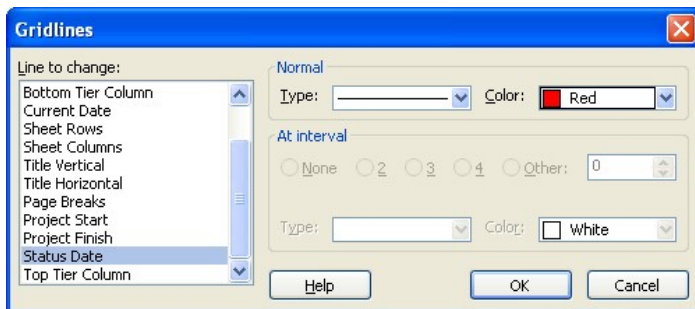 Gridlines
Line to change:
Bottom Tier Column
Current Date
Sheet Rows
Sheet Columns
Title Vertical
Title Horizontal
Page Breaks
Project Start
Project Finish
Status Date
Top Tier Column
Normal
Type: Color: Red
At interval
None 2 3 4 Other: 0
Type: Color: White
Help OK Cancel